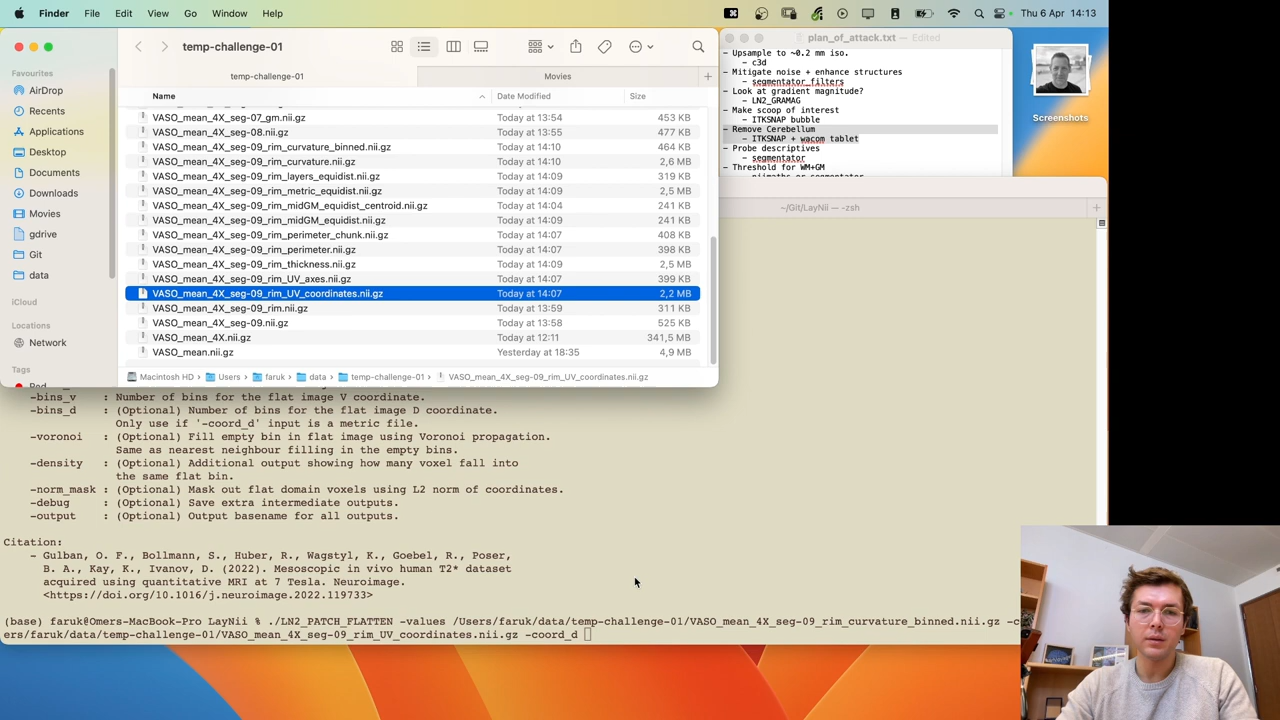 Finder File Edit View Go Window Help Thu 6 Apr 14:13
temp-challenge-01
temp-challenge-01 Movies
Name Date Modified Size
Favourites
AirDrop
Recents
Applications
Desktop
Documents
Downloads
Movies
gdrive
Git
data
iCloud
Locations
Network
Tags
Red
VASO_mean_4X_seg-07_gm.nii.gz Today at 13:54 453 KB
VASO_mean_4X_seg-08.nii.gz Today at 13:55 477 KB
VASO_mean_4X_seg-09_rim_curvature_binned.nii.gz Today at 14:10 464 KB
VASO_mean_4X_seg-09_rim_curvature.nii.gz Today at 14:10 2,6 MB
VASO_mean_4X_seg-09_rim_layers_equidist.nii.gz Today at 14:09 319 KB
VASO_mean_4X_seg-09_rim_metric_equidist.nii.gz Today at 14:09 2,5 MB
VASO_mean_4X_seg-09_rim_midGM_equidist_centroid.nii.gz Today at 14:04 241 KB
VASO_mean_4X_seg-09_rim_midGM_equidist.nii.gz Today at 14:09 241 KB
VASO_mean_4X_seg-09_rim_perimeter_chunk.nii.gz Today at 14:07 408 KB
VASO_mean_4X_seg-09_rim_perimeter.nii.gz Today at 14:07 398 KB
VASO_mean_4X_seg-09_rim_thickness.nii.gz Today at 14:09 2,5 MB
VASO_mean_4X_seg-09_rim_UV_axes.nii.gz Today at 14:07 399 KB
VASO_mean_4X_seg-09_rim_UV_coordinates.nii.gz Today at 14:07 2,2 MB
VASO_mean_4X_seg-09_rim.nii.gz Today at 13:59 311 KB
VASO_mean_4X_seg-09.nii.gz Today at 13:58 525 KB
VASO_mean_4X.nii.gz Today at 12:11 341,5 MB
VASO_mean.nii.gz Yesterday at 18:35 4,9 MB
Macintosh HD › Users › faruk › data › temp-challenge-01 › VASO_mean_4X_seg-09_rim_UV_coordinates.nii.gz
plan_of_attack.txt — Edited
- Upsample to ~0.2 mm iso.
- c3d
- Mitigate noise + enhance structures
- segmentator_filters
- Look at gradient magnitude?
- LN2_GRAMAG
- Make scoop of interest
- ITKSNAP bubble
- Remove Cerebellum
- ITKSNAP + wacom tablet
- Probe descriptives
- segmentator
- Threshold for WM+GM
Screenshots
~/Git/LayNii — -zsh
-bins_v : Number of bins for the flat image V coordinate.
-bins_d : (Optional) Number of bins for the flat image D coordinate.
Only use if '-coord_d' input is a metric file.
-voronoi : (Optional) Fill empty bin in flat image using Voronoi propagation.
Same as nearest neighbour filling in the empty bins.
-density : (Optional) Additional output showing how many voxel fall into
the same flat bin.
-norm_mask : (Optional) Mask out flat domain voxels using L2 norm of coordinates.
-debug : (Optional) Save extra intermediate outputs.
-output : (Optional) Output basename for all outputs.
Citation:
- Gulban, O. F., Bollmann, S., Huber, R., Wagstyl, K., Goebel, R., Poser,
B. A., Kay, K., Ivanov, D. (2022). Mesoscopic in vivo human T2* dataset
acquired using quantitative MRI at 7 Tesla. Neuroimage.
<https://doi.org/10.1016/j.neuroimage.2022.119733>
(base) faruk@Omers-MacBook-Pro LayNii % ./LN2_PATCH_FLATTEN -values /Users/faruk/data/temp-challenge-01/VASO_mean_4X_seg-09_rim_curvature_binned.nii.gz -c
ers/faruk/data/temp-challenge-01/VASO_mean_4X_seg-09_rim_UV_coordinates.nii.gz -coord_d